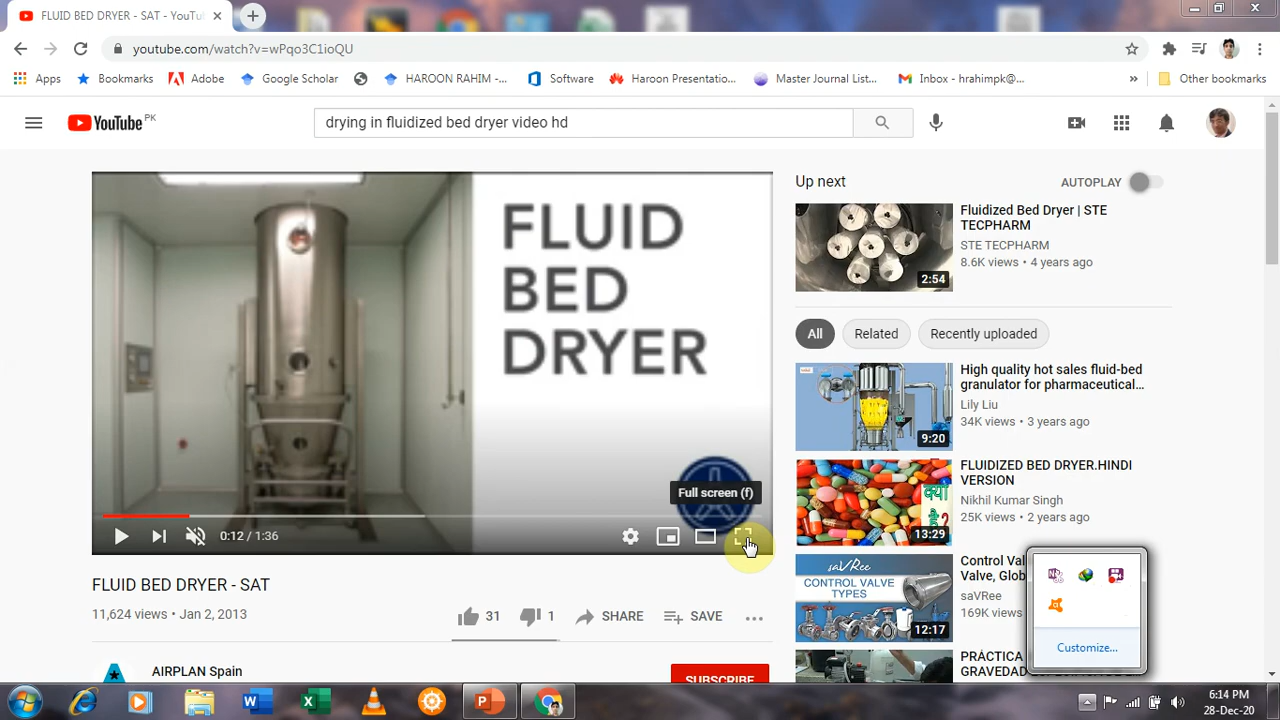 FLUID BED DRYER - SAT - YouTu
youtube.com/watch?v=wPqo3C1ioQU
Apps Bookmarks Adobe Google Scholar HAROON RAHIM -... Software Haroon Presentatio... Master Journal List... Inbox - hrahimpk@... » Other bookmarks
YouTube PK
drying in fluidized bed dryer video hd
FLUID
BED
DRYER
Full screen (f)
0:12 / 1:36
FLUID BED DRYER - SAT
11,624 views • Jan 2, 2013
31 1 SHARE SAVE
AIRPLAN Spain
SUBSCRIBE
Up next AUTOPLAY
Fluidized Bed Dryer | STE
TECPHARM
STE TECPHARM
8.6K views • 4 years ago
2:54
All Related Recently uploaded
High quality hot sales fluid-bed
granulator for pharmaceutical...
Lily Liu
34K views • 3 years ago
9:20
FLUIDIZED BED DRYER.HINDI
VERSION
Nikhil Kumar Singh
25K views • 2 years ago
क्या
है?
13:29
Control Val
Valve, Glob
saVRee
169K views
saVRee
CONTROL VALVE
TYPES
12:17
PRÁCTICA
GRAVEDAD
Customize...
6:14 PM
28-Dec-20